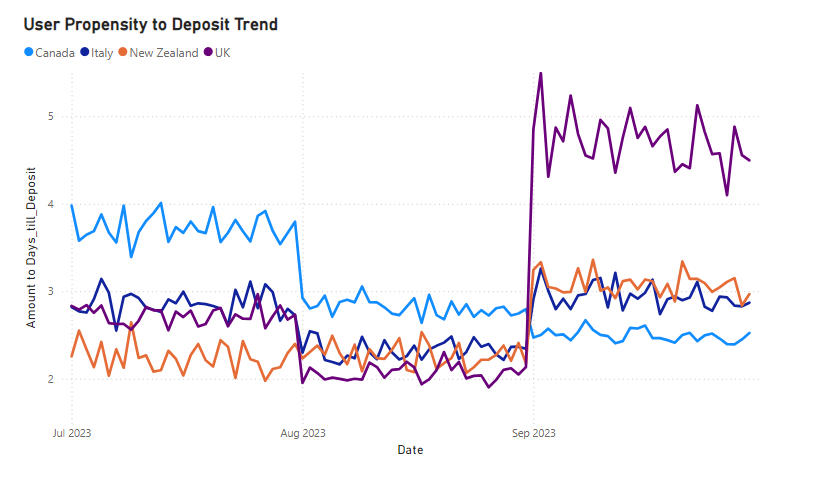 User Propensity to Deposit Trend
Canada Italy New Zealand UK
5
4
3
2
Amount to Days_till_Deposit
Jul 2023 Aug 2023 Sep 2023
Date